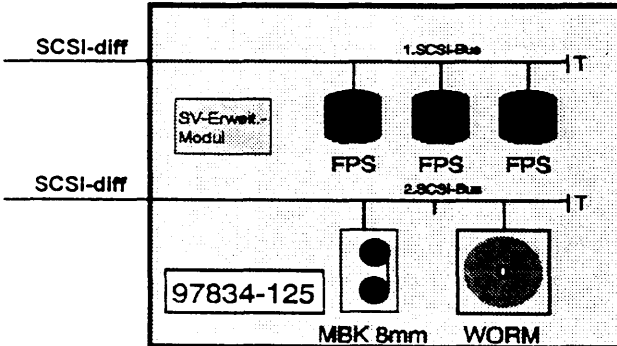 SCSI-diff
1.SCSI-Bus
T
SV-Erweit.-
Modul
FPS FPS FPS
SCSI-diff
2.SCSI-Bus
T
97834-125
MBK 8mm WORM